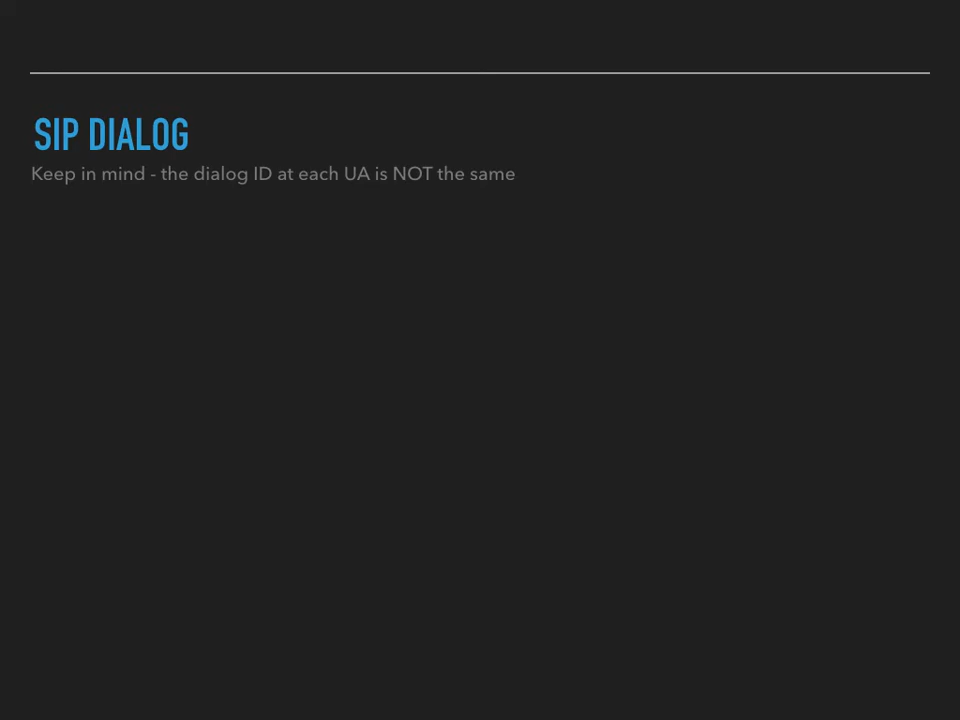 SIP DIALOG
Keep in mind - the dialog ID at each UA is NOT the same